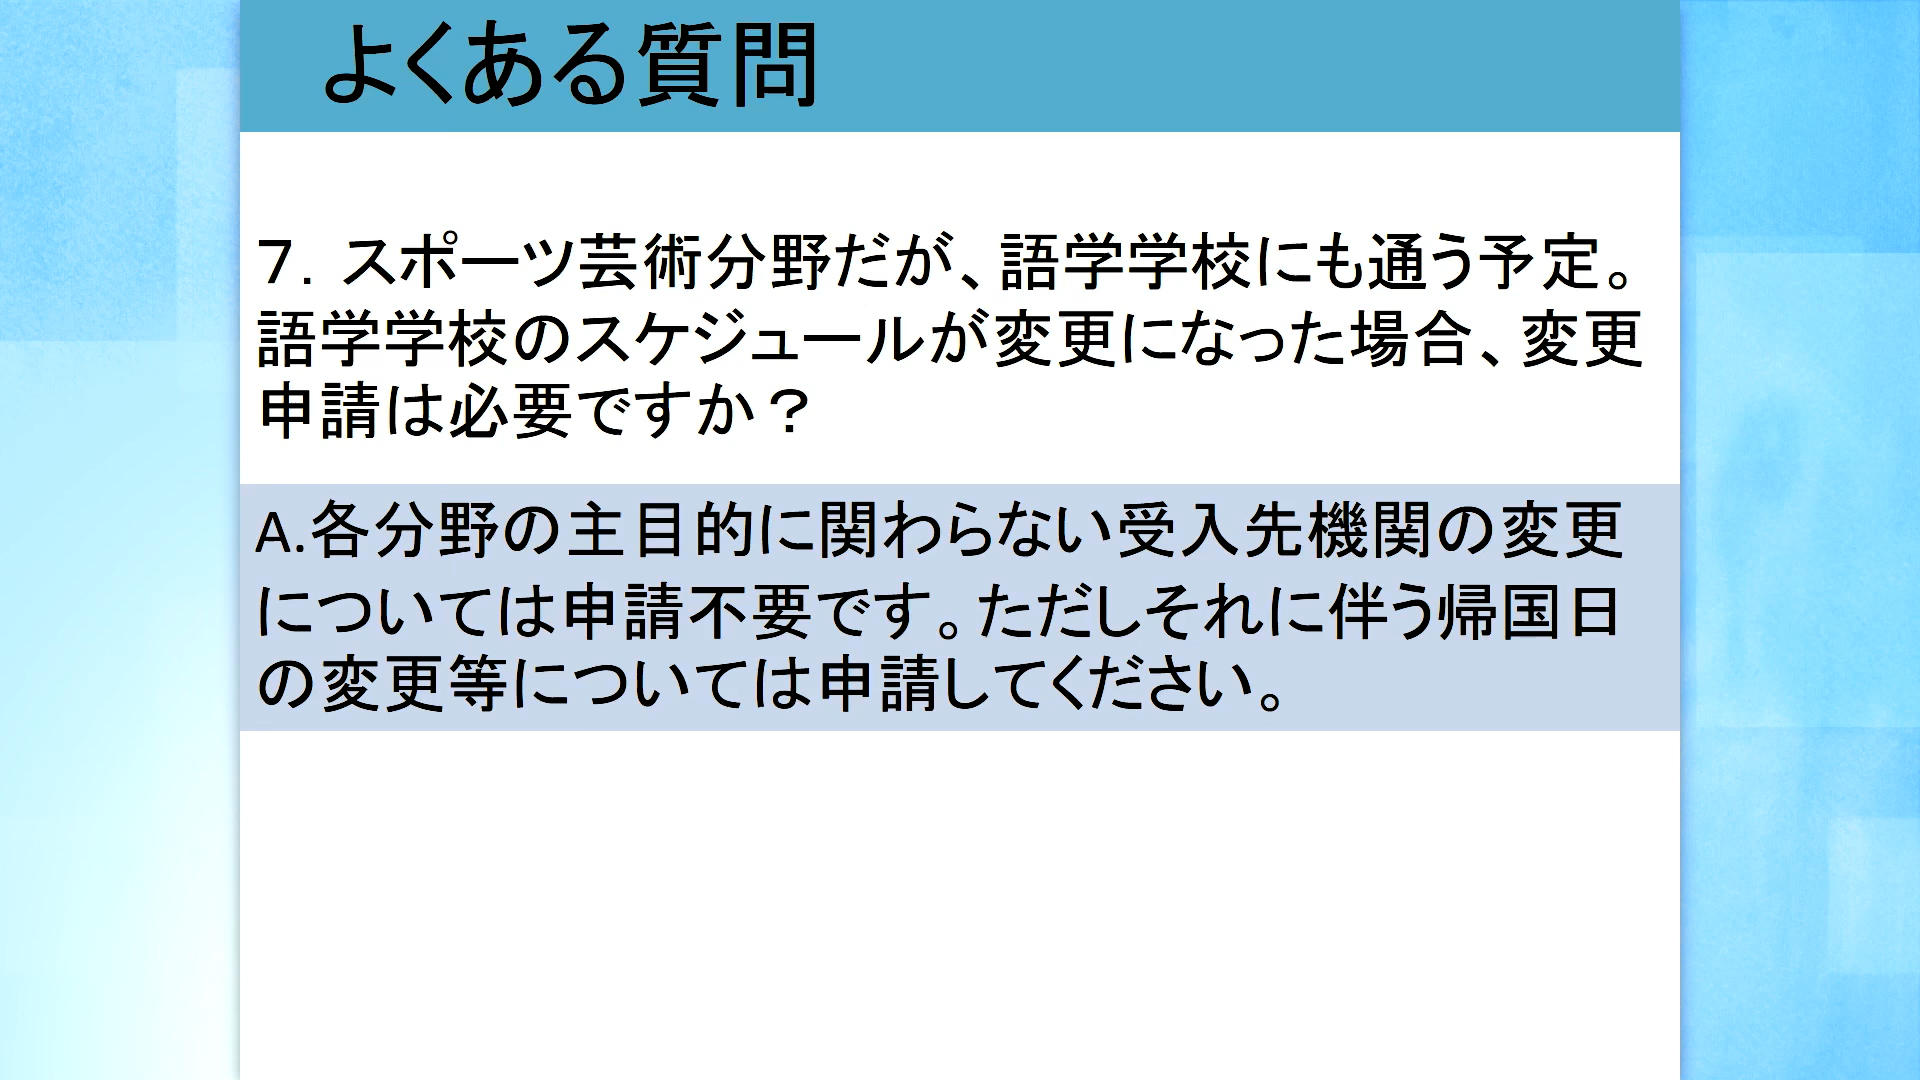 よくある質問
７．スポーツ芸術分野だが、語学学校にも通う予定。
語学学校のスケジュールが変更になった場合、変更
申請は必要ですか？
A.各分野の主目的に関わらない受入先機関の変更
については申請不要です。ただしそれに伴う帰国日
の変更等については申請してください。